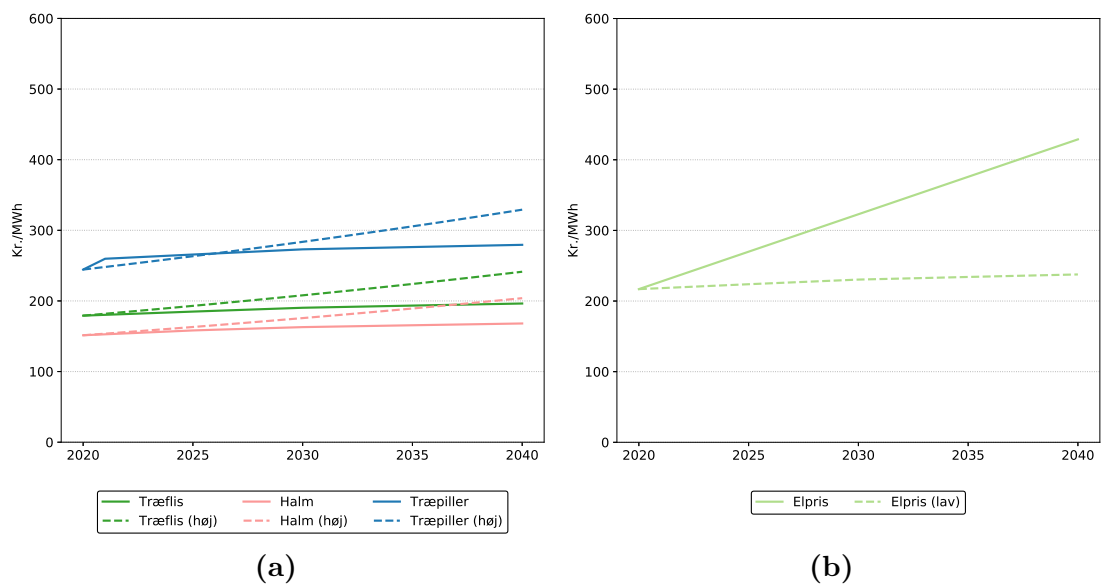 600
500
400
300
200
100
0
Kr./MWh
2020 2025 2030 2035 2040
Træflis Halm Træpiller
Træflis (høj) Halm (høj) Træpiller (høj)
(a)
600
500
400
300
200
100
0
Kr./MWh
2020 2025 2030 2035 2040
Elpris Elpris (lav)
(b)